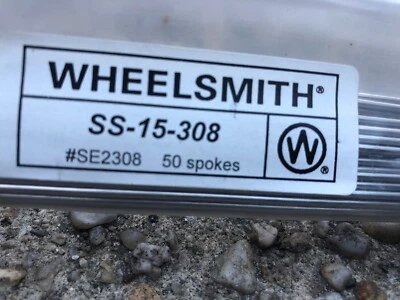 WHEELSMITH®
SS-15-308
#SE2308 50 spokes
W®